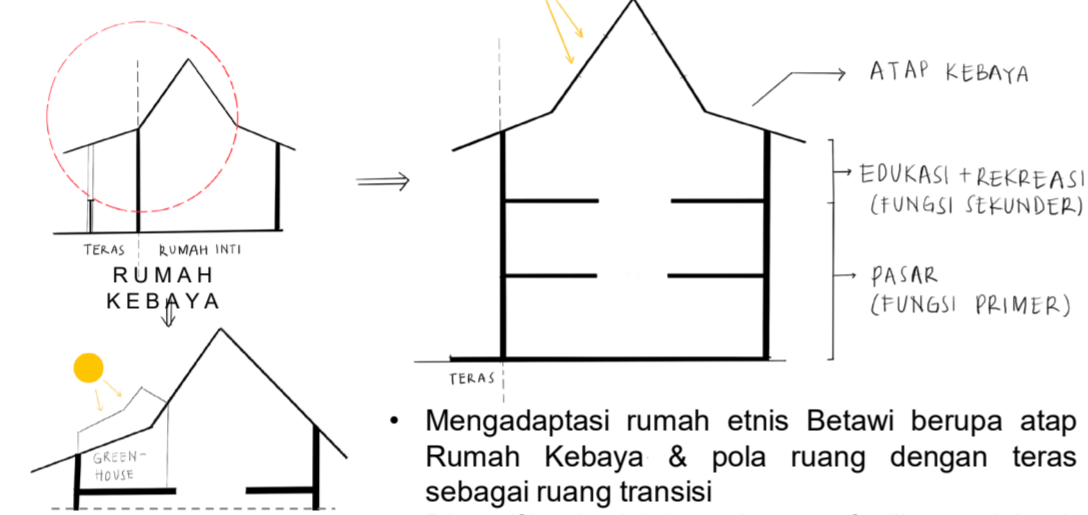 TERAS
RUMAH INTI
RUMAH
KEBAYA
GREEN-
HOUSE
ATAP KEBAYA
EDUKASI + REKREASI
(FUNGSI SEKUNDER)
PASAR
(FUNGSI PRIMER)
TERAS
• Mengadaptasi rumah etnis Betawi berupa atap
Rumah Kebaya & pola ruang dengan teras
sebagai ruang transisi